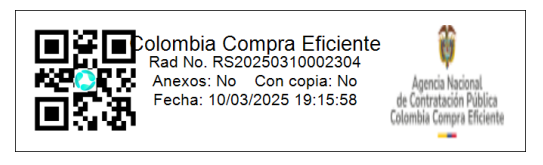 Colombia Compra Eficiente
Rad No. RS20250310002304
Anexos: No    Con copia: No
Fecha: 10/03/2025 19:15:58
Agencia Nacional
de Contratación Pública
Colombia Compra Eficiente